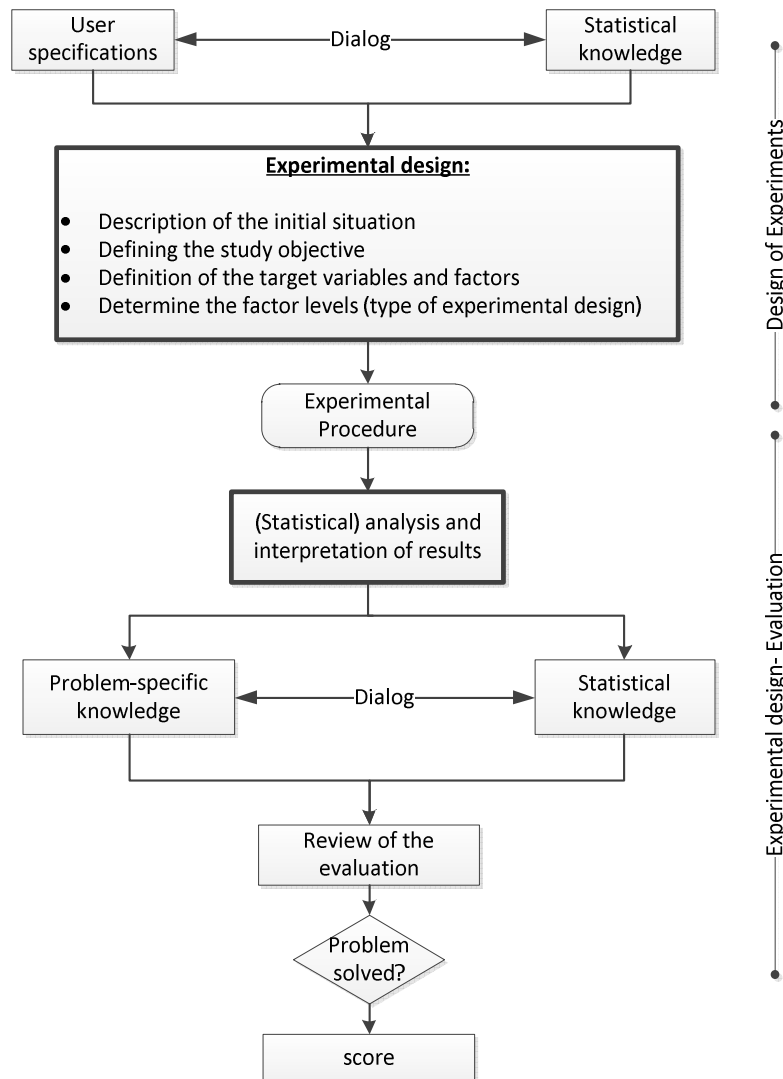 User
specifications
Dialog
Statistical
knowledge
Experimental design:
• Description of the initial situation
• Defining the study objective
• Definition of the target variables and factors
• Determine the factor levels (type of experimental design)
Experimental
Procedure
(Statistical) analysis and
interpretation of results
Problem-specific
knowledge
Dialog
Statistical
knowledge
Review of the
evaluation
Problem
solved?
score
Design of Experiments
Experimental design- Evaluation